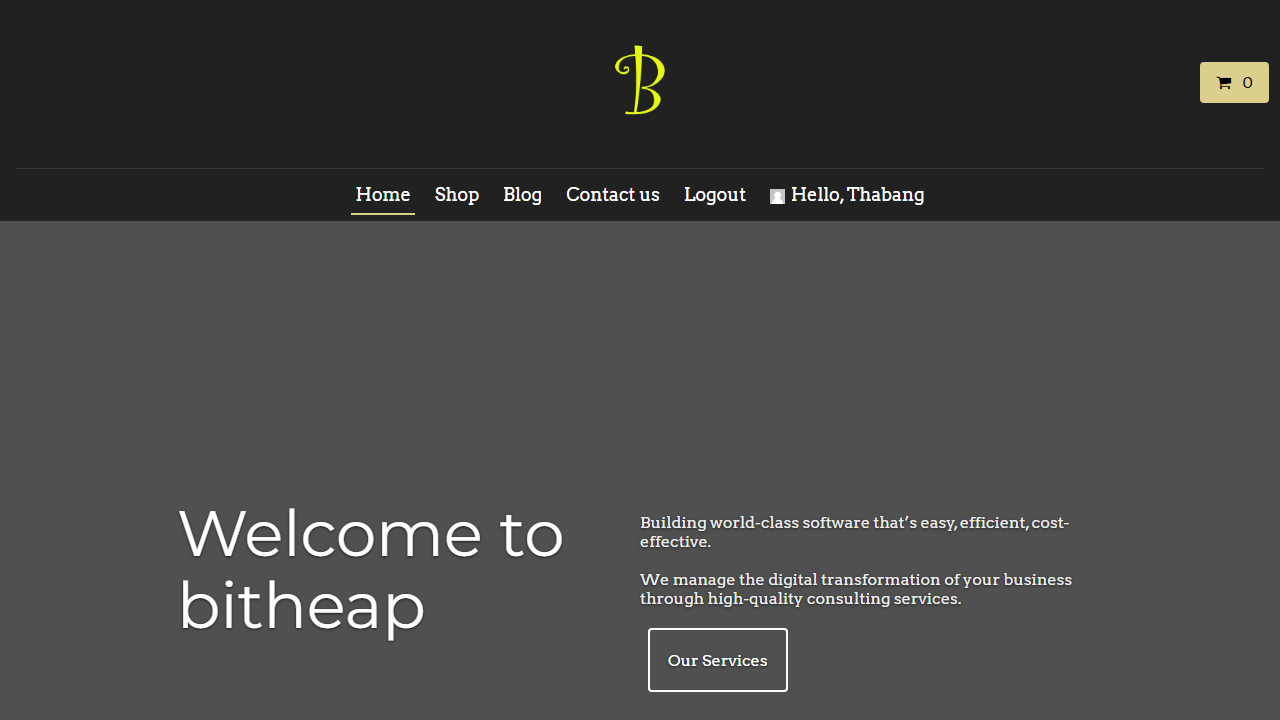 B
0
Home Shop Blog Contact us Logout Hello, Thabang
Welcome to
bitheap
Building world-class software that’s easy, efficient, cost-
effective.
We manage the digital transformation of your business
through high-quality consulting services.
Our Services